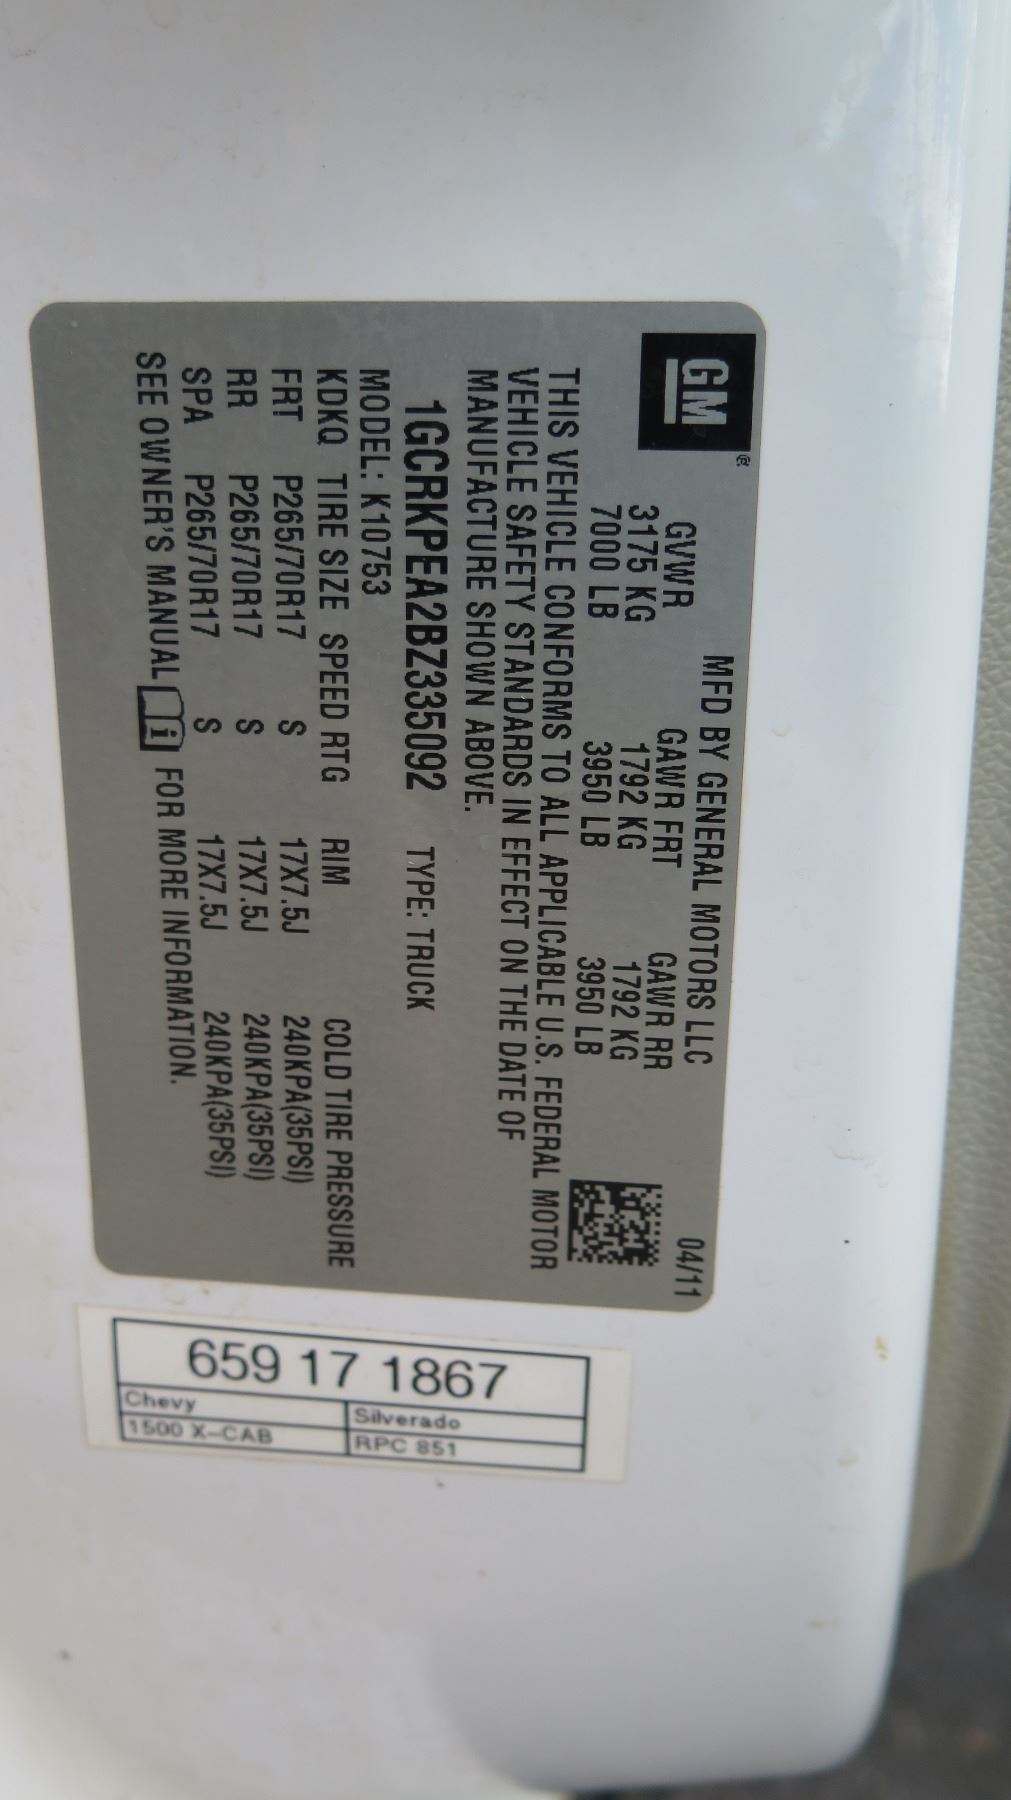 GM®
MFD BY GENERAL MOTORS LLC 04/11
GVWR GAWR FRT GAWR RR
3175 KG 1792 KG 1792 KG
7000 LB 3950 LB 3950 LB
THIS VEHICLE CONFORMS TO ALL APPLICABLE U.S. FEDERAL MOTOR
VEHICLE SAFETY STANDARDS IN EFFECT ON THE DATE OF
MANUFACTURE SHOWN ABOVE.
1GCRKPEA2BZ335092 TYPE: TRUCK
MODEL: K10753
KDKQ TIRE SIZE SPEED RTG RIM COLD TIRE PRESSURE
FRT P265/70R17 S 17X7.5J 240KPA(35PSI)
RR P265/70R17 S 17X7.5J 240KPA(35PSI)
SPA P265/70R17 S 17X7.5J 240KPA(35PSI)
SEE OWNER'S MANUAL i FOR MORE INFORMATION.
659 17 1867
Chevy Silverado
1500 X-CAB RPC 851